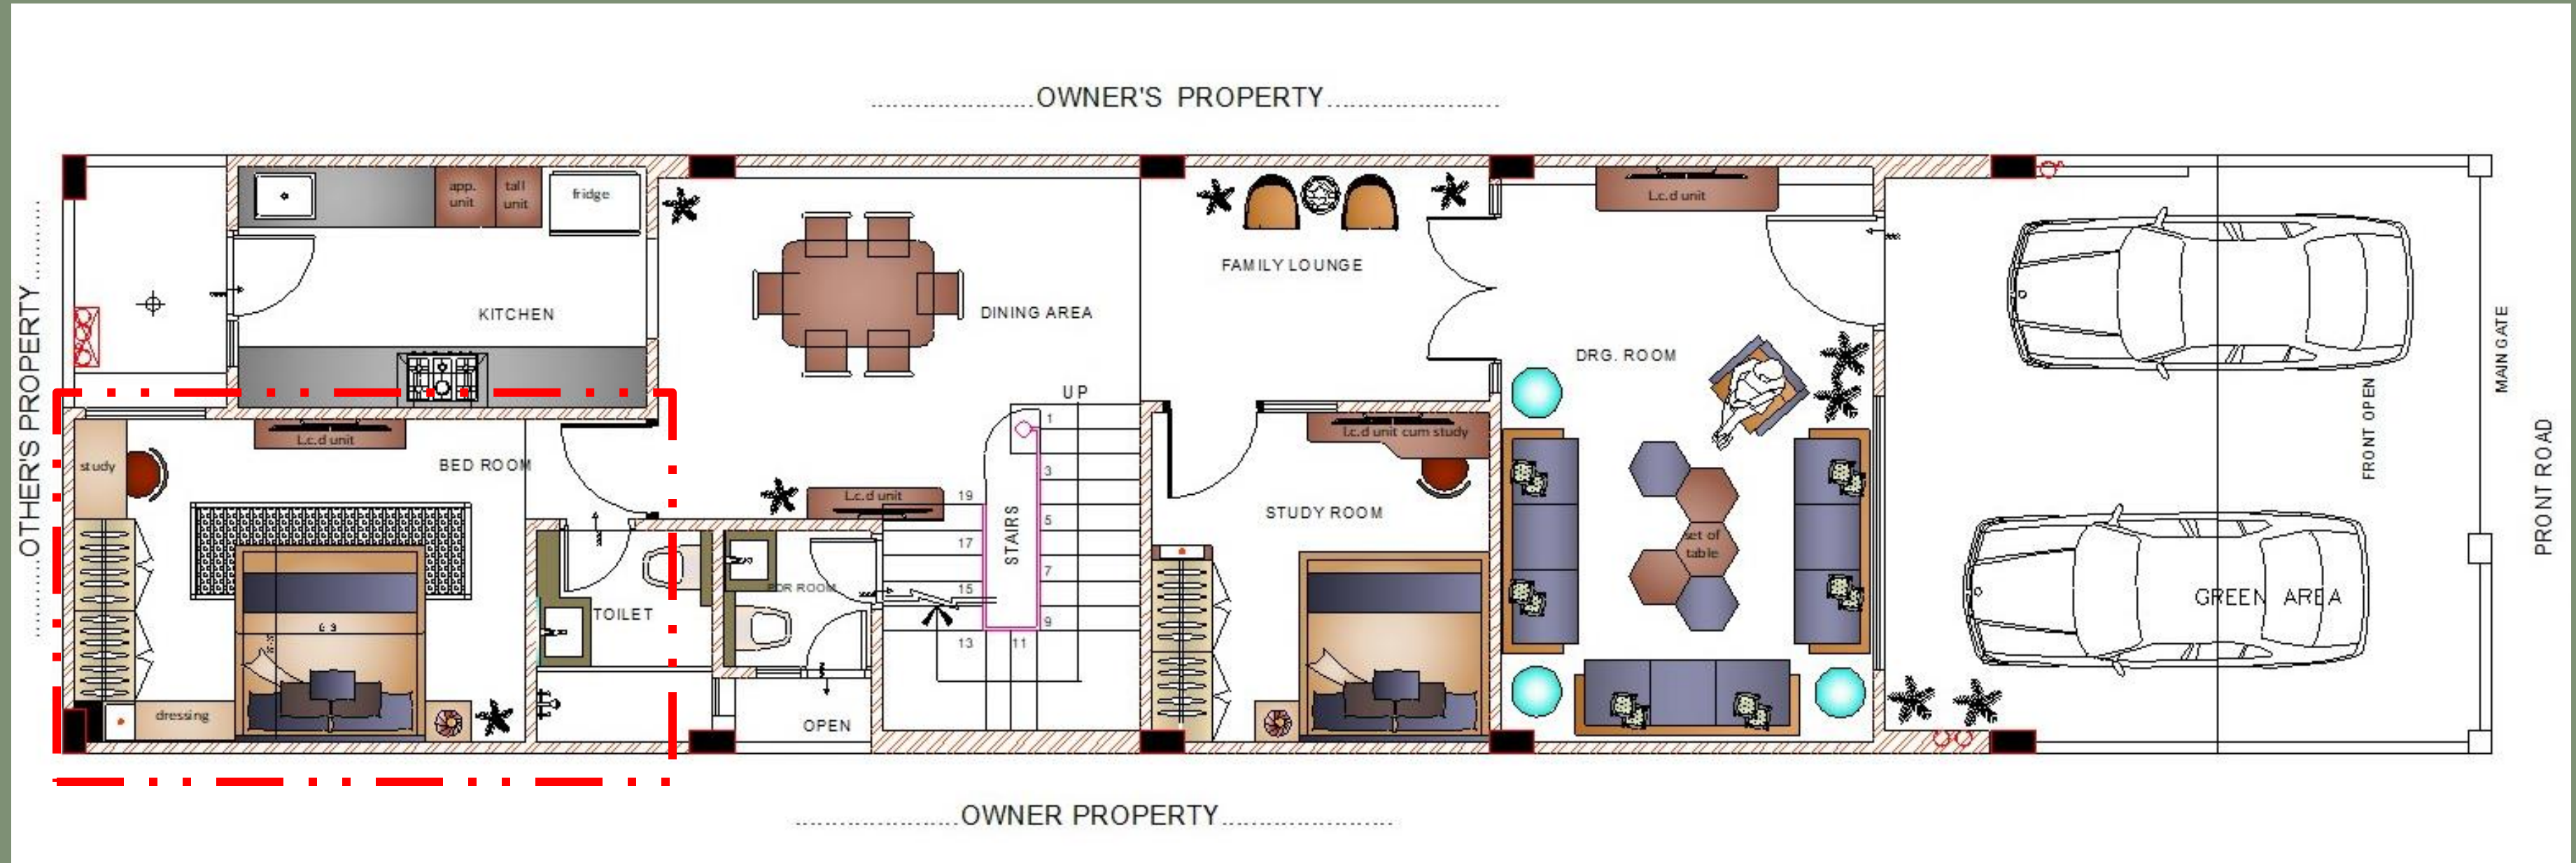 OWNER'S PROPERTY
OTHER'S PROPERTY
app. unit
tall unit
fridge
KITCHEN
L.c.d unit
study
BED ROOM
dressing
TOILET
PDR ROOM
OPEN
DINING AREA
L.c.d unit
UP
STAIRS
1
3
5
7
9
11
13
15
17
19
FAMILY LOUNGE
l.c.d unit cum study
STUDY ROOM
L.c.d unit
DRG. ROOM
set of
table
FRONT OPEN
GREEN AREA
MAIN GATE
FRONT ROAD
OWNER PROPERTY